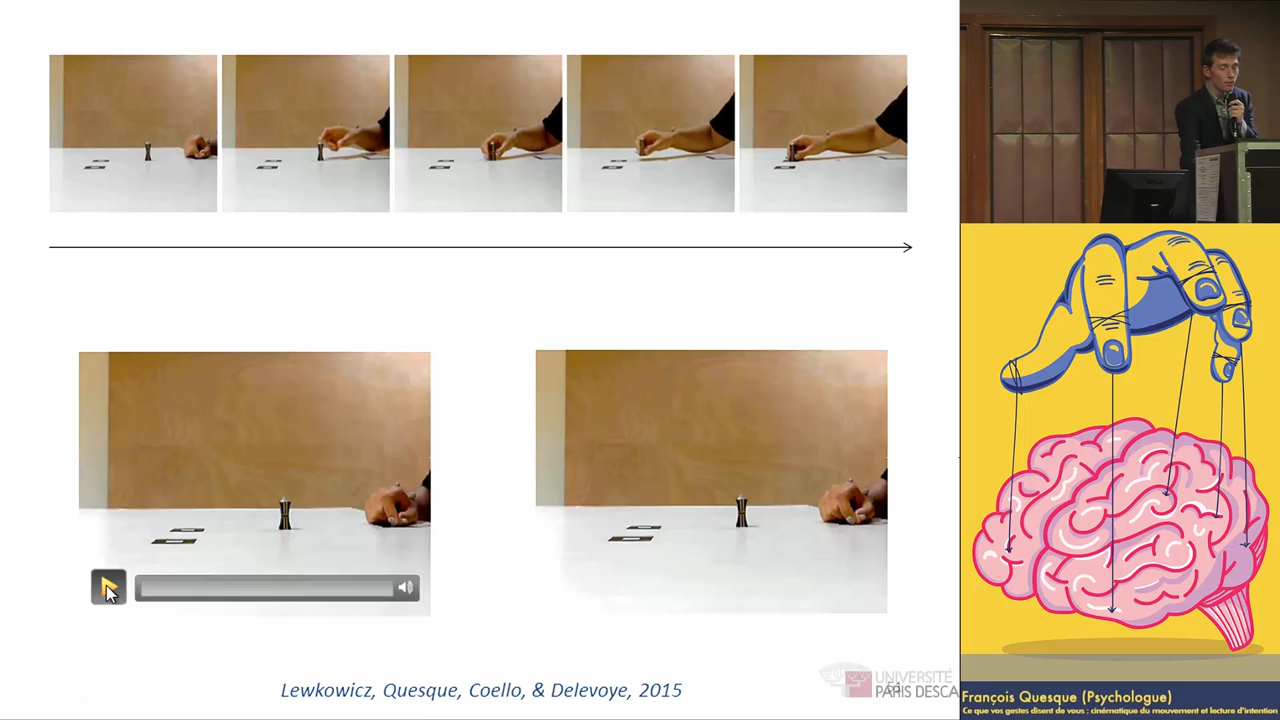 Lewkowicz, Quesque, Coello, & Delevoye, 2015
UNIVERSITÉ
PARIS DESCA
François Quesque (Psychologue)
Ce que vos gestes disent de vous : cinématique du mouvement et lecture d'intention